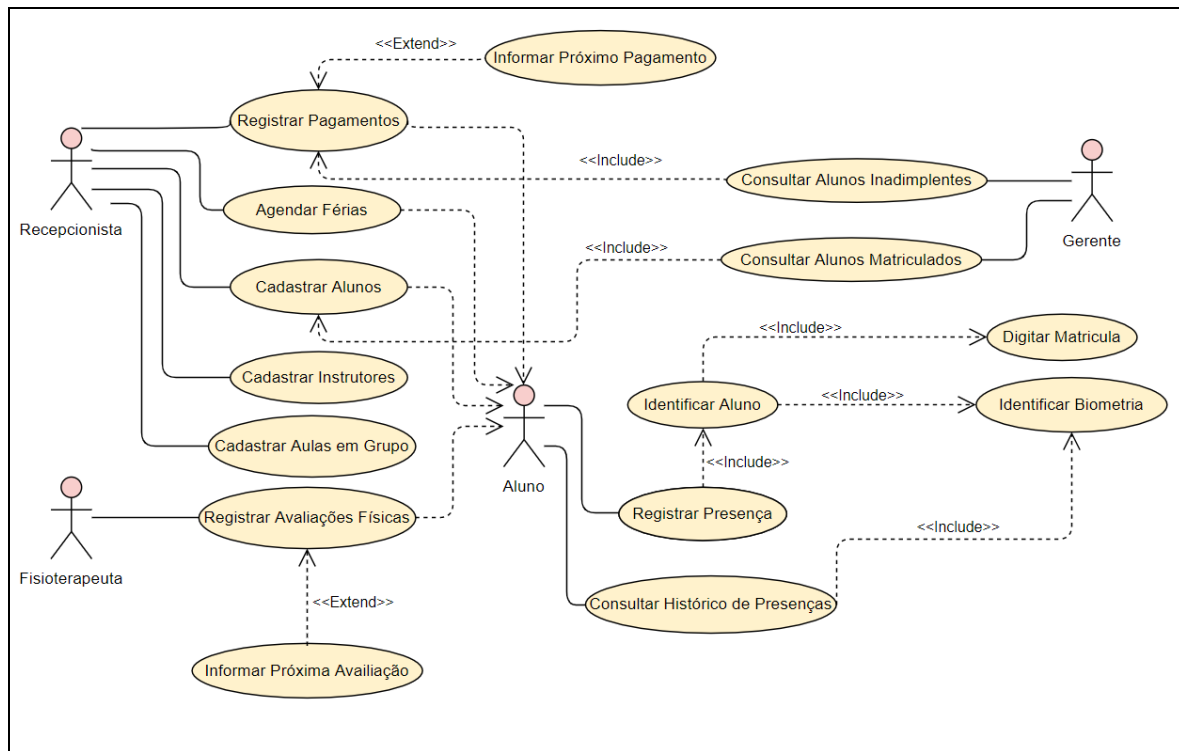 <<Extend>>
Informar Próximo Pagamento
Registrar Pagamentos
<<Include>>
Consultar Alunos Inadimplentes
Recepcionista
Agendar Férias
Gerente
<<Include>>
Consultar Alunos Matriculados
Cadastrar Alunos
<<Include>>
Digitar Matricula
Cadastrar Instrutores
Identificar Aluno
<<Include>>
Identificar Biometria
Cadastrar Aulas em Grupo
<<Include>>
Aluno
Registrar Avaliações Físicas
Registrar Presença
<<Include>>
Fisioterapeuta
<<Extend>>
Consultar Histórico de Presenças
Informar Próxima Availiação